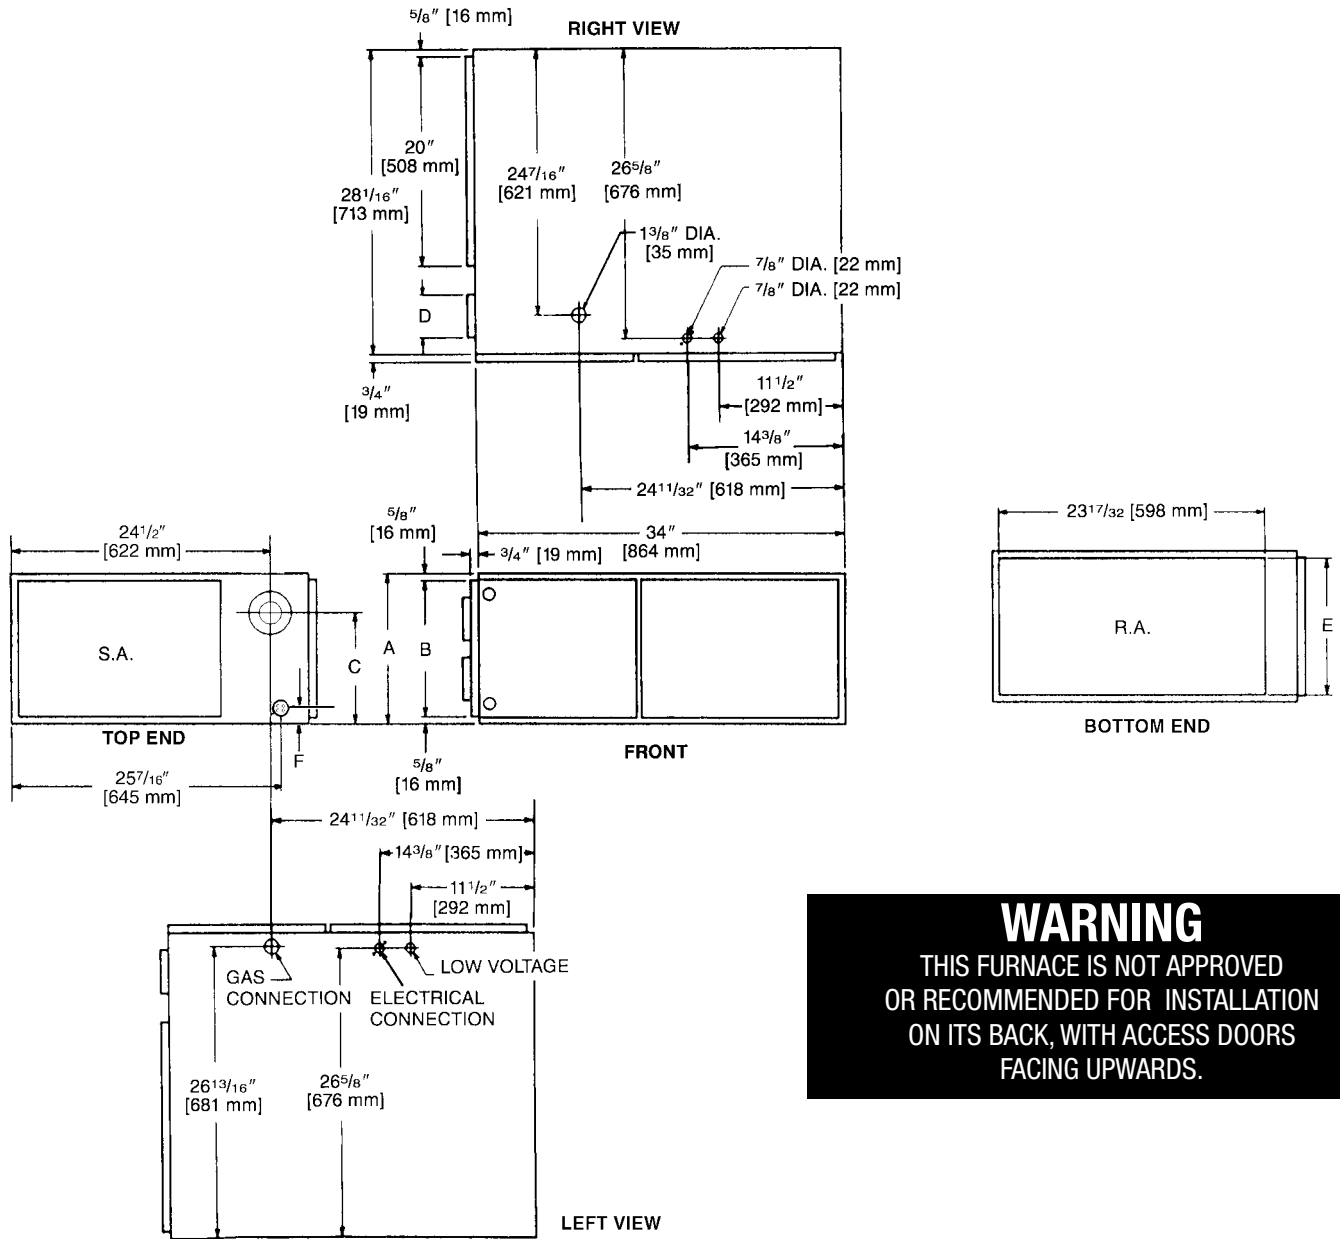 5/8″ [16 mm]
RIGHT VIEW
20″
[508 mm]
28 1/16″
[713 mm]
24 7/16″
[621 mm]
26 5/8″
[676 mm]
1 3/8″ DIA.
[35 mm]
7/8″ DIA. [22 mm]
7/8″ DIA. [22 mm]
D
3/4″
[19 mm]
11 1/2″
[292 mm]
14 3/8″
[365 mm]
24 11/32″ [618 mm]
24 1/2″
[622 mm]
5/8″
[16 mm]
34″
[864 mm]
3/4″ [19 mm]
23 17/32 [598 mm]
S.A.
C
A
B
R.A.
E
TOP END
F
FRONT
BOTTOM END
25 7/16″
[645 mm]
5/8″
[16 mm]
24 11/32″ [618 mm]
14 3/8″ [365 mm]
11 1/2″
[292 mm]
GAS
CONNECTION
ELECTRICAL
CONNECTION
LOW VOLTAGE
26 13/16″
[681 mm]
26 5/8″
[676 mm]
LEFT VIEW
WARNING
THIS FURNACE IS NOT APPROVED
OR RECOMMENDED FOR INSTALLATION
ON ITS BACK, WITH ACCESS DOORS
FACING UPWARDS.